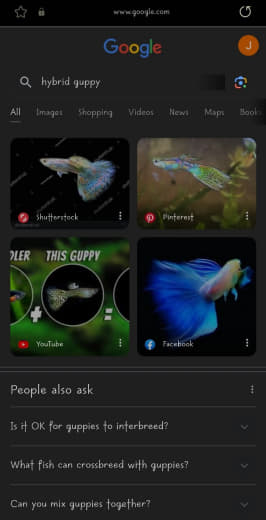 www.google.com
Google
J
hybrid guppy
All Images Shopping Videos News Maps Books
Shutterstock
Pinterest
DLER THIS GUPPY
+ =
YouTube
Facebook
People also ask
Is it OK for guppies to interbreed?
What fish can crossbreed with guppies?
Can you mix guppies together?